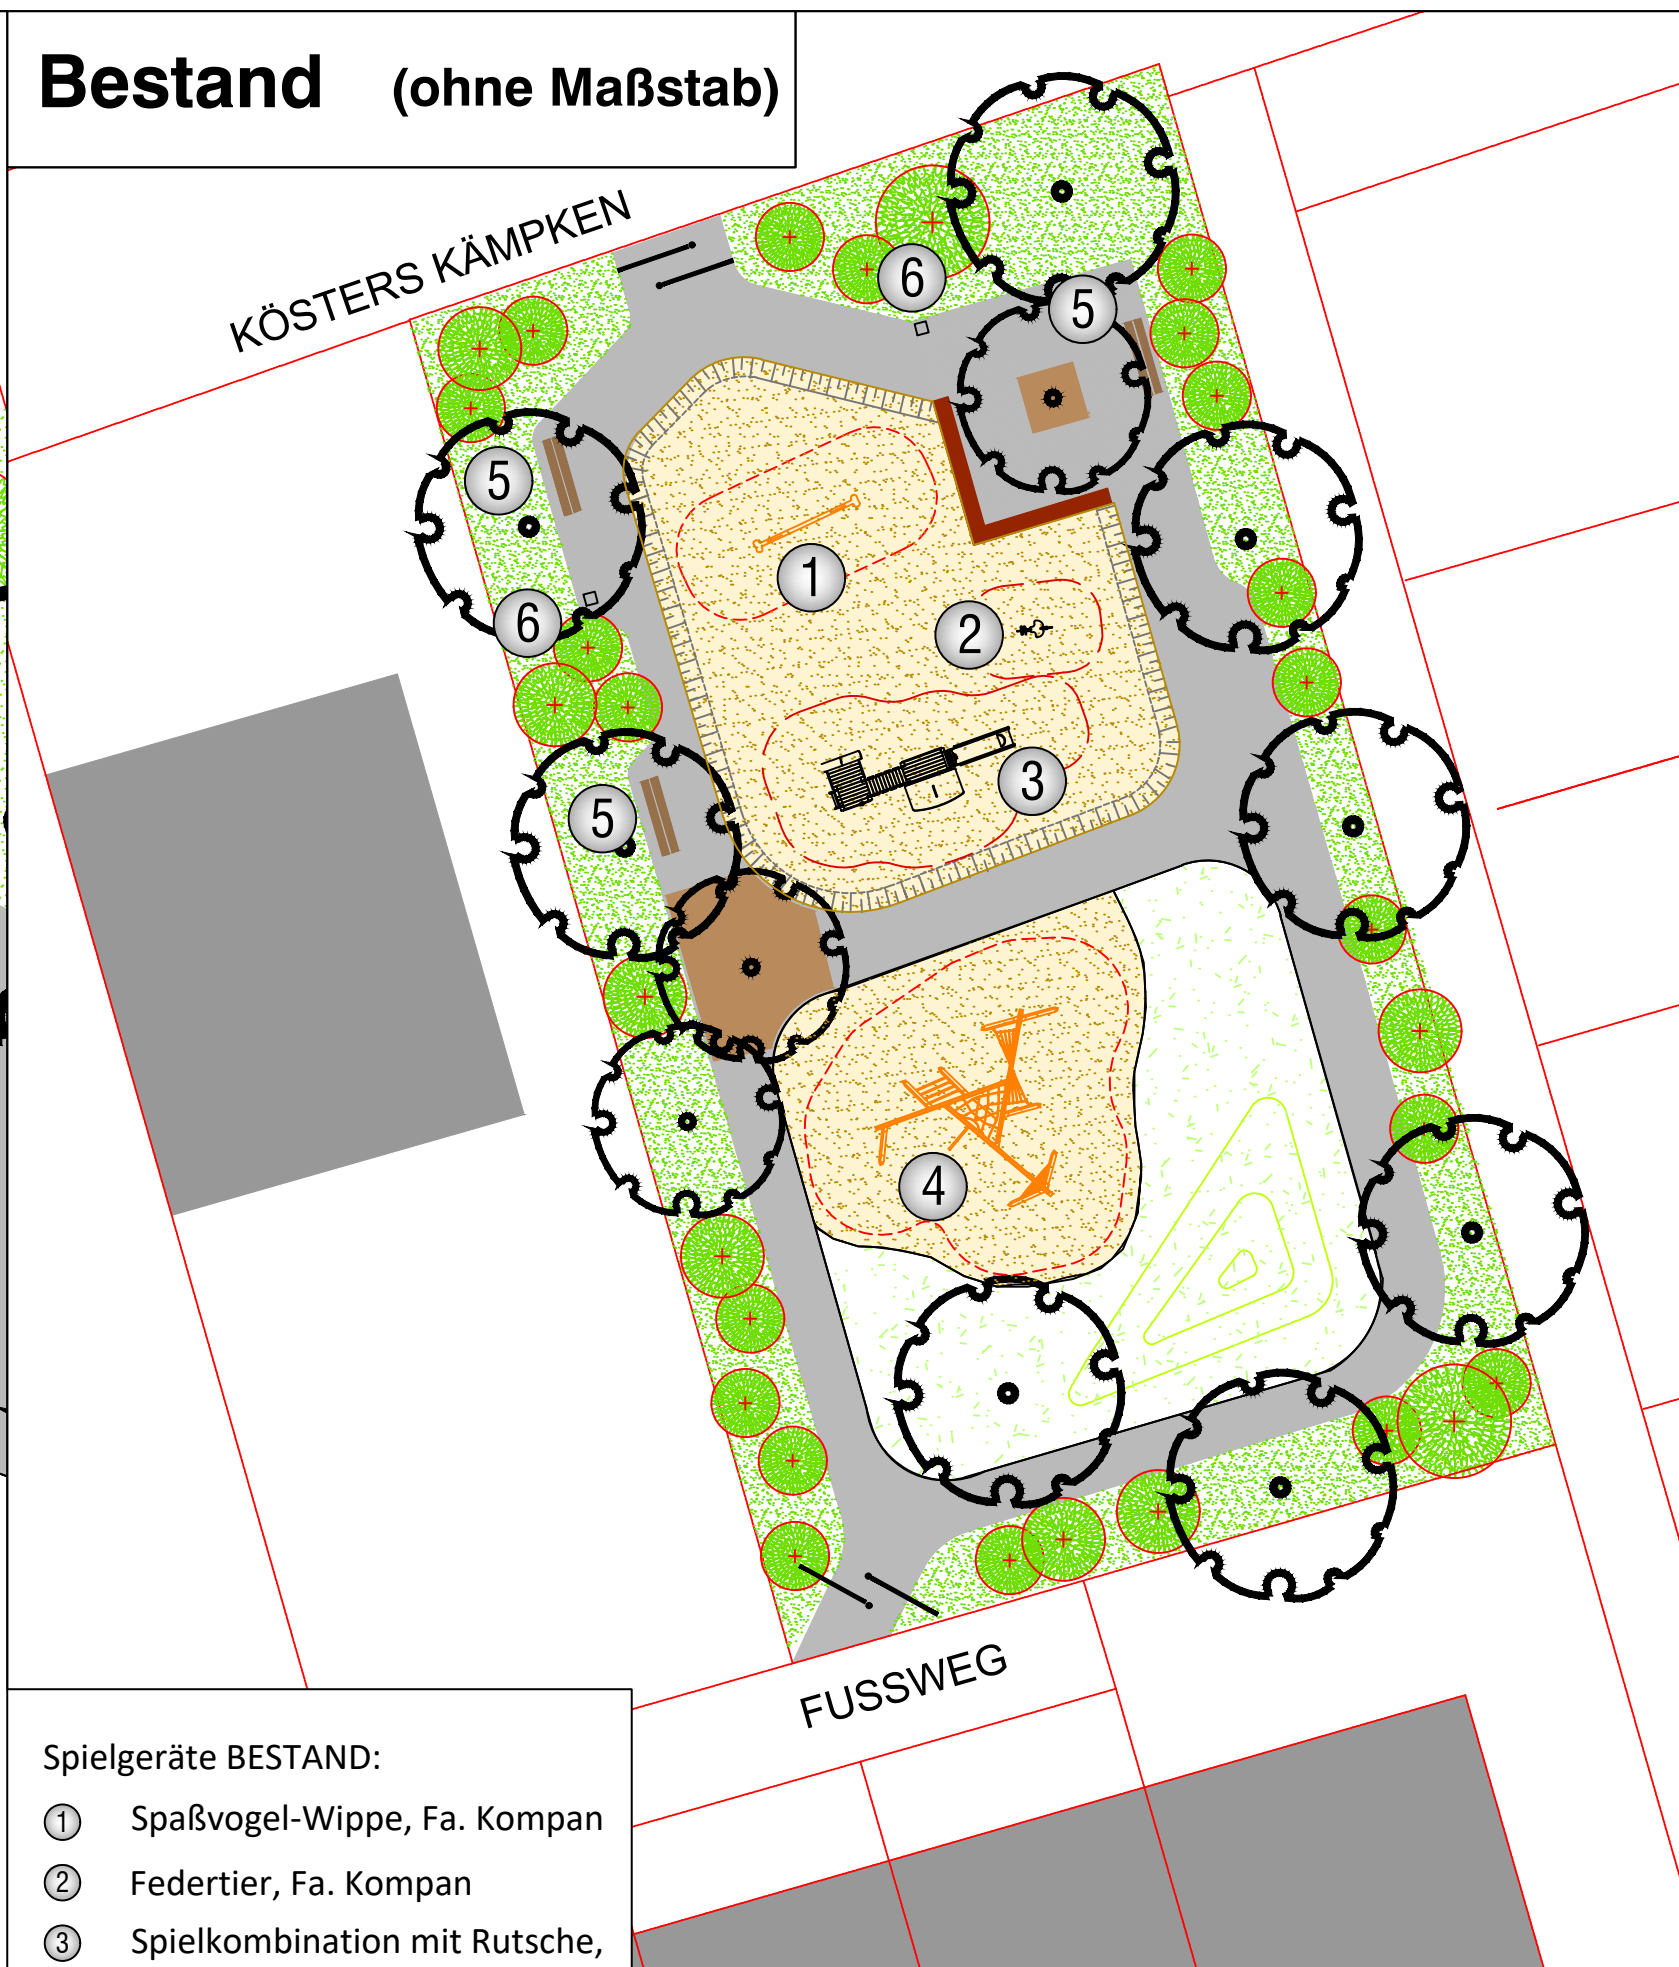 Bestand (ohne Maßstab)
KÖSTERS KÄMPKEN
6
5
5
1
6
2
3
5
4
FUSSWEG
Spielgeräte BESTAND:
1 Spaßvogel-Wippe, Fa. Kompan
2 Federtier, Fa. Kompan
3 Spielkombination mit Rutsche,